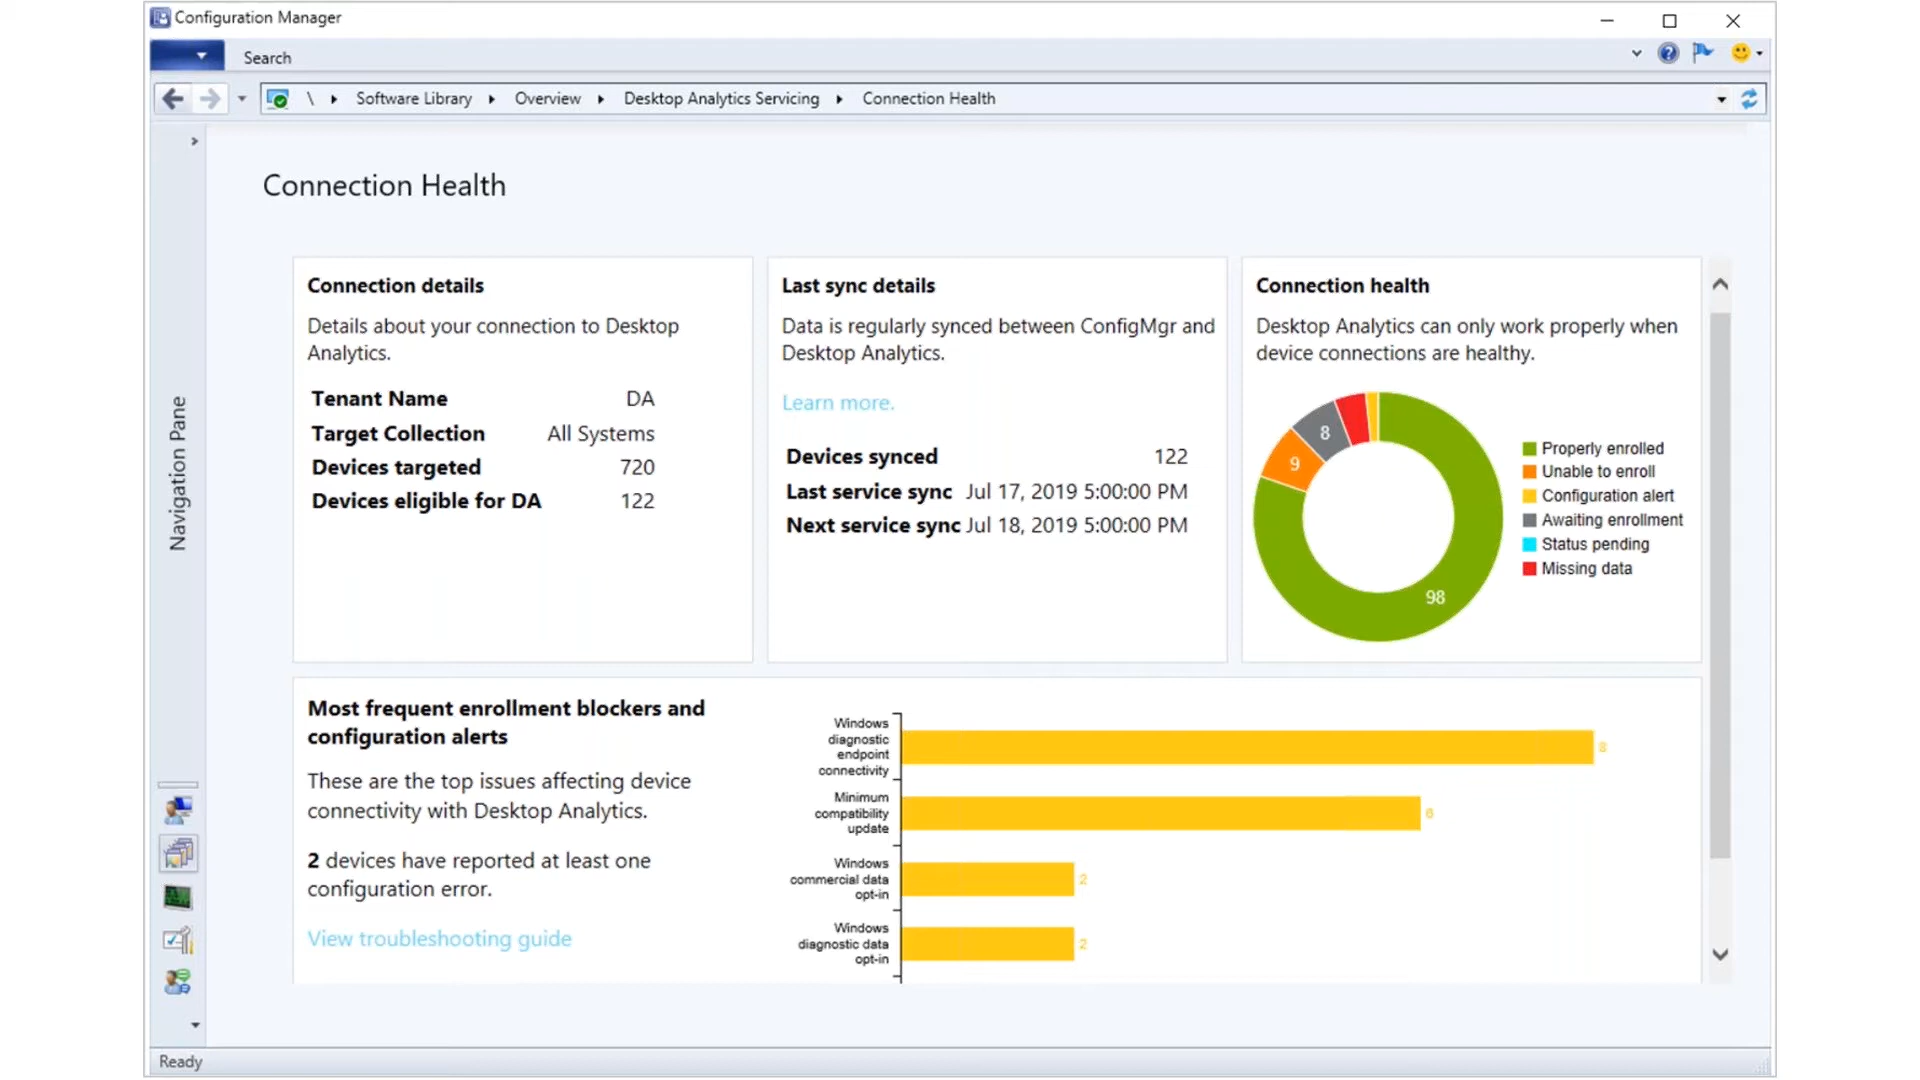 Configuration Manager
Search
\ Software Library Overview Desktop Analytics Servicing Connection Health
Navigation Pane
Connection Health
Connection details
Details about your connection to Desktop
Analytics.
Tenant Name DA
Target Collection All Systems
Devices targeted 720
Devices eligible for DA 122
Last sync details
Data is regularly synced between ConfigMgr and
Desktop Analytics.
Learn more.
Devices synced 122
Last service sync Jul 17, 2019 5:00:00 PM
Next service sync Jul 18, 2019 5:00:00 PM
Connection health
Desktop Analytics can only work properly when
device connections are healthy.
8
9
98
Properly enrolled
Unable to enroll
Configuration alert
Awaiting enrollment
Status pending
Missing data
Most frequent enrollment blockers and
configuration alerts
These are the top issues affecting device
connectivity with Desktop Analytics.
2 devices have reported at least one
configuration error.
View troubleshooting guide
Windows
diagnostic
endpoint
connectivity
8
Minimum
compatibility
update
6
Windows
commercial data
opt-in
2
Windows
diagnostic data
opt-in
2
Ready